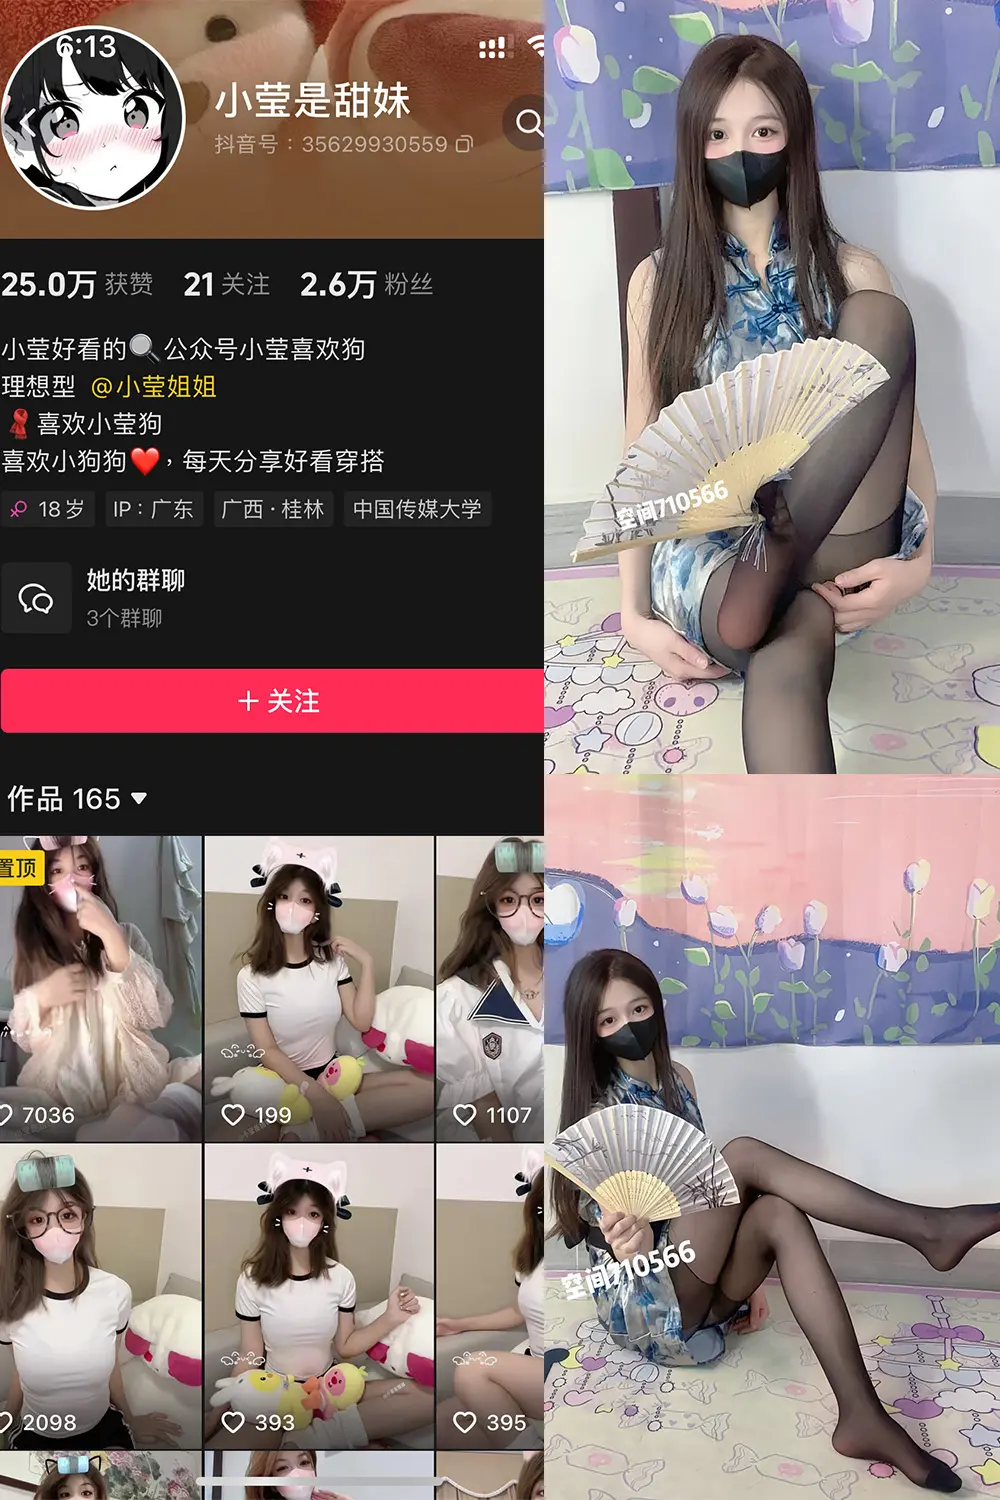 6:13
小莹是甜妹
抖音号：35629930559
25.0万 获赞 21 关注 2.6万 粉丝
小莹好看的🔍公众号小莹喜欢狗
理想型 @小莹姐姐
🧣喜欢小莹狗
喜欢小狗狗❤️，每天分享好看穿搭
18岁 IP：广东 广西·桂林 中国传媒大学
她的群聊
3个群聊
+ 关注
作品 165
置顶
7036 199 1107
2098 393 395
空间710566
空间710566